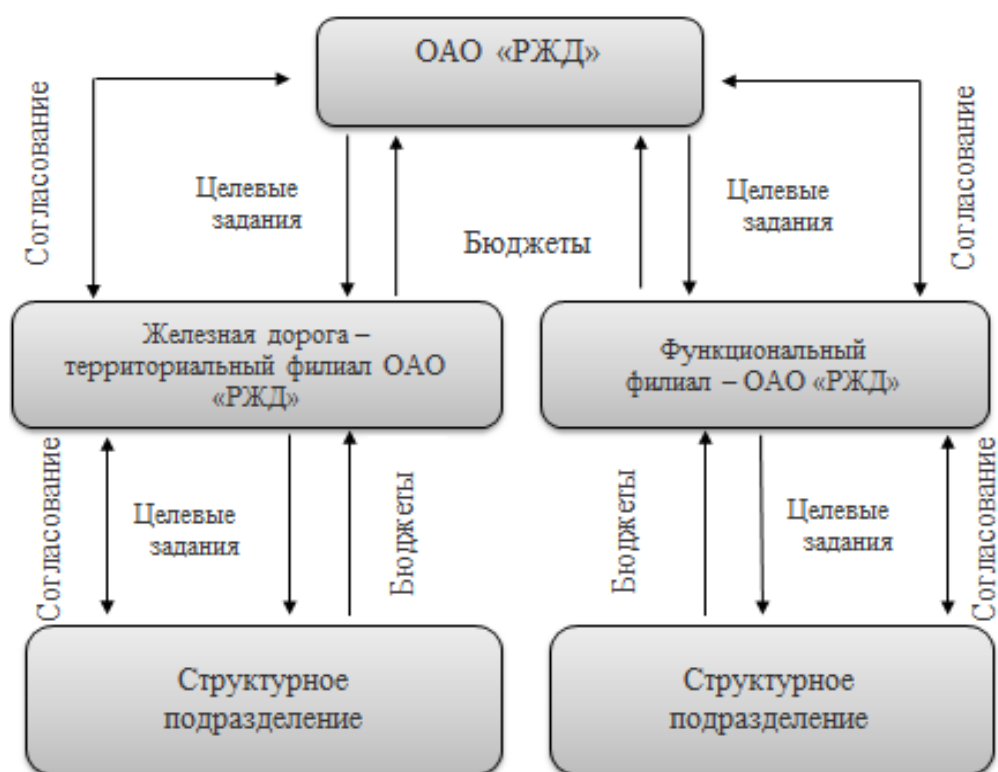 ОАО «РЖД»
Согласование
Целевые
задания
Бюджеты
Целевые
задания
Согласование
Железная дорога –
территориальный филиал ОАО
«РЖД»
Функциональный
филиал – ОАО «РЖД»
Согласование
Целевые
задания
Бюджеты
Бюджеты
Целевые
задания
Согласование
Структурное
подразделение
Структурное
подразделение